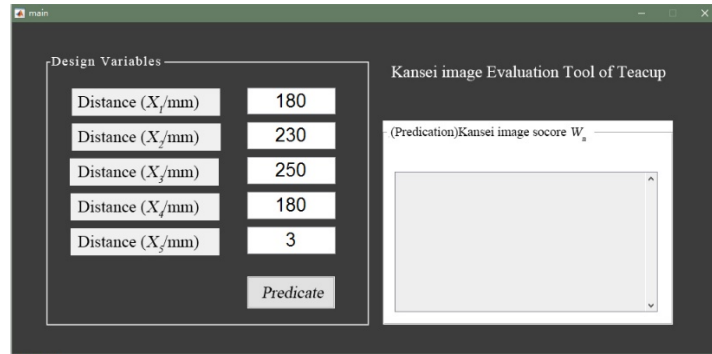 main
Design Variables
Distance (X1/mm) 180
Distance (X2/mm) 230
Distance (X3/mm) 250
Distance (X4/mm) 180
Distance (X5/mm) 3
Predicate
Kansei image Evaluation Tool of Teacup
(Predication)Kansei image socore Wn